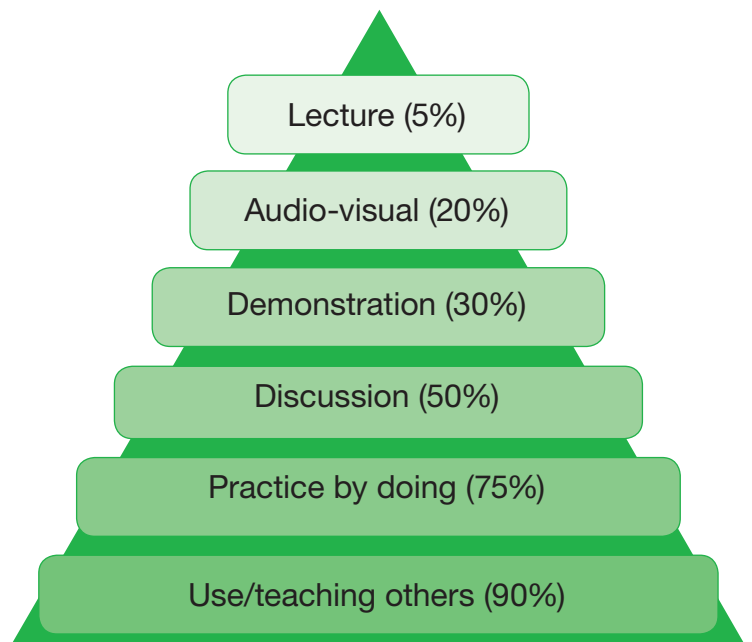 Lecture (5%)
Audio-visual (20%)
Demonstration (30%)
Discussion (50%)
Practice by doing (75%)
Use/teaching others (90%)